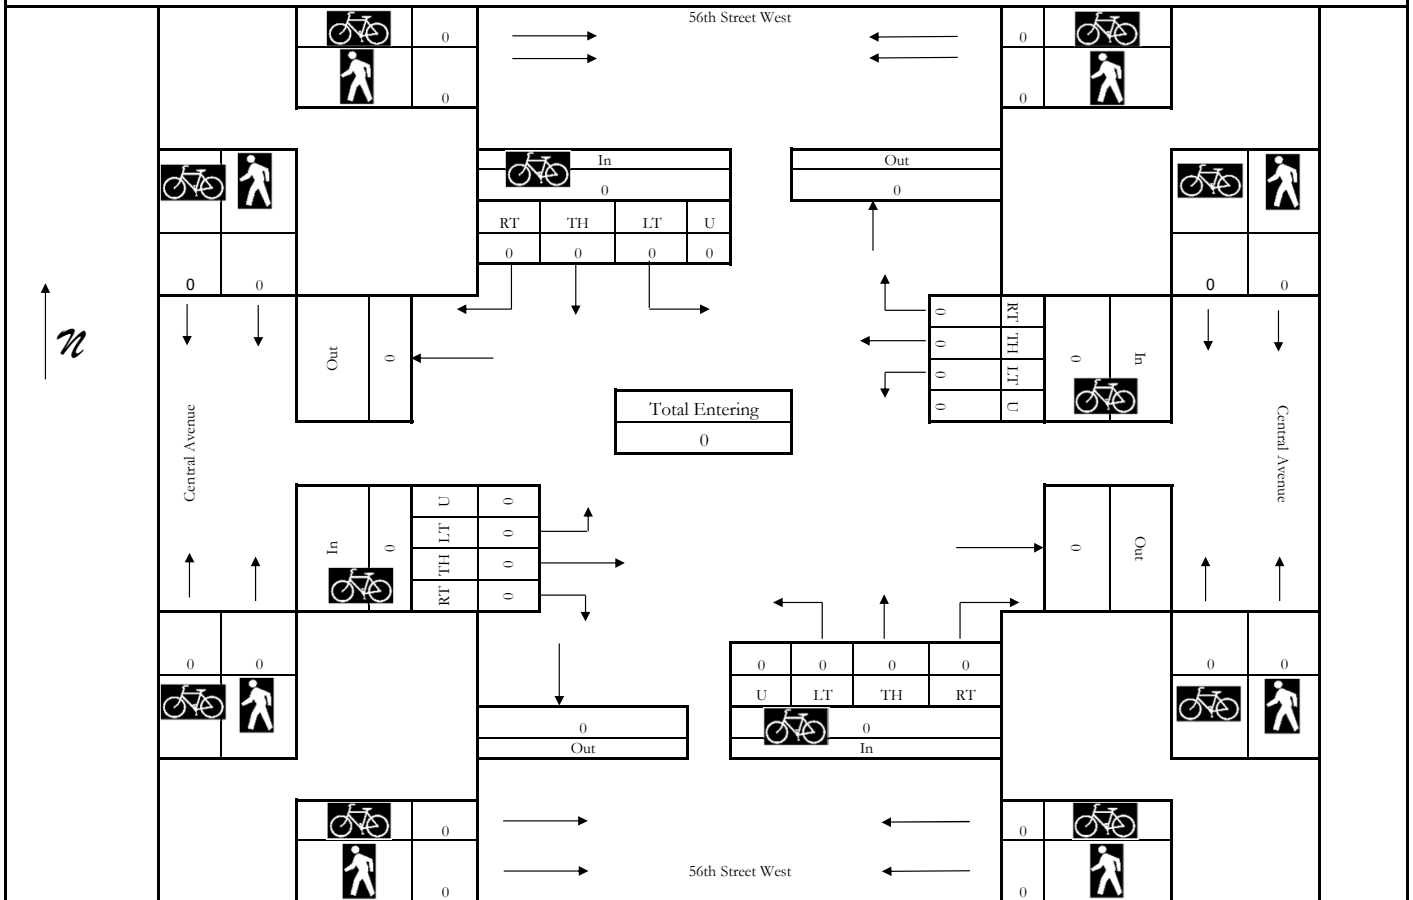 56th Street West
0
0
0
0
In
Out
0
0
RT TH LT U
0 0 0 0
0 0
0 0
n
Out 0
0 RT
0 TH
0 LT
0 U
0 In
Total Entering
0
Central Avenue
Central Avenue
In 0
U 0
LT 0
TH 0
RT 0
0 Out
0 0 0 0
U LT TH RT
0 0
0 0
0
Out
0
In
0
0
0
0
56th Street West